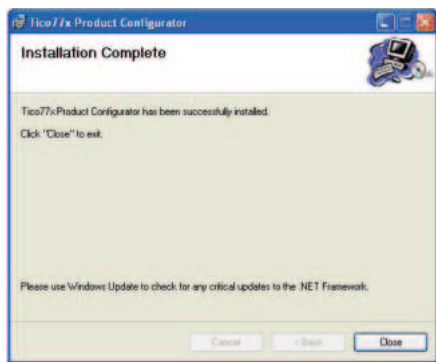 Tico77x Product Configurator
Installation Complete
Tico77x Product Configurator has been successfully installed.
Click "Close" to exit.
Please use Windows Update to check for any critical updates to the .NET Framework.
Cancel < Back Close